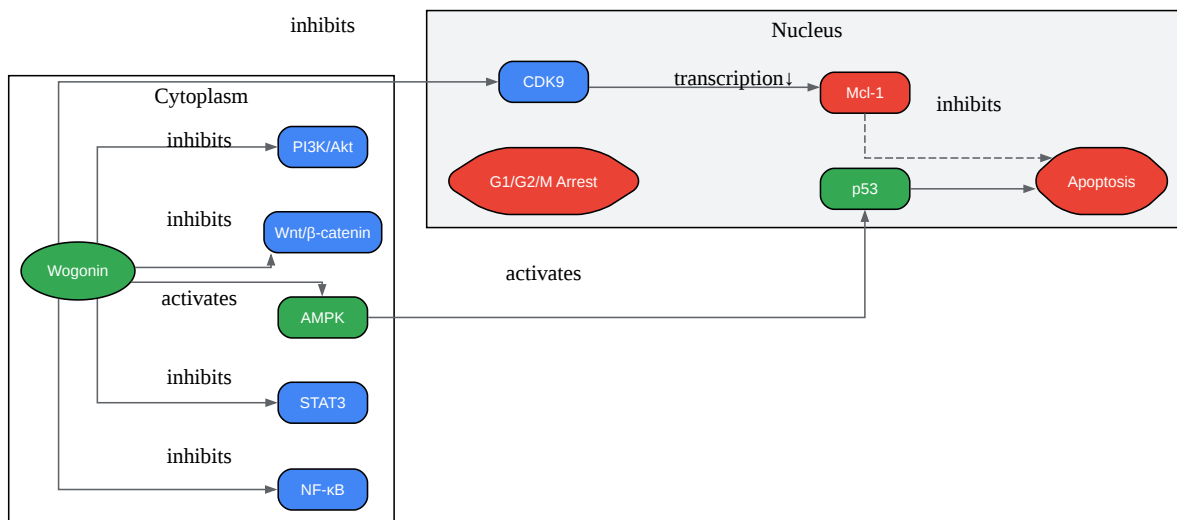 inhibits
Nucleus
CDK9
transcription↓
Mcl-1
inhibits
Cytoplasm
inhibits
PI3K/Akt
G1/G2/M Arrest
p53
Apoptosis
inhibits
Wnt/β-catenin
Wogonin
activates
activates
AMPK
inhibits
STAT3
inhibits
NF-κB